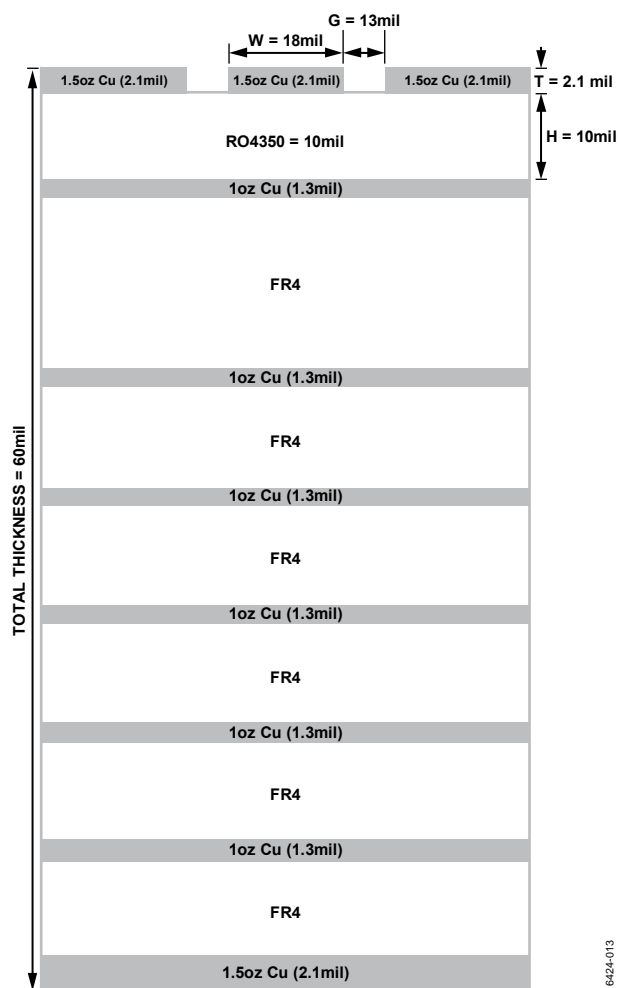 G = 13mil
W = 18mil
1.5oz Cu (2.1mil)
1.5oz Cu (2.1mil)
1.5oz Cu (2.1mil)
T = 2.1 mil
RO4350 = 10mil
H = 10mil
1oz Cu (1.3mil)
FR4
1oz Cu (1.3mil)
FR4
1oz Cu (1.3mil)
FR4
1oz Cu (1.3mil)
FR4
1oz Cu (1.3mil)
FR4
1oz Cu (1.3mil)
FR4
1.5oz Cu (2.1mil)
TOTAL THICKNESS = 60mil
6424-013